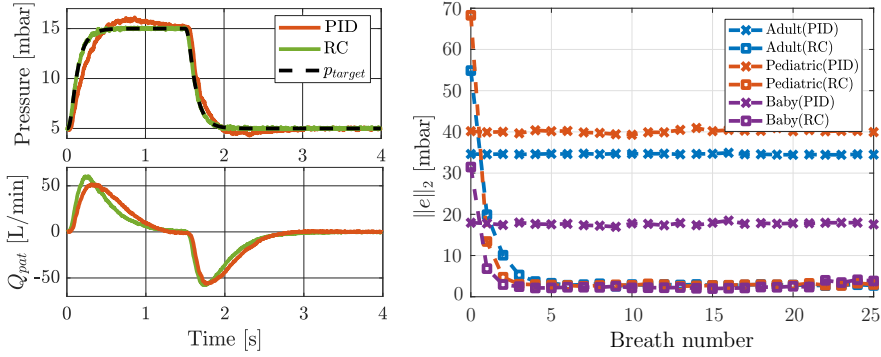 Pressure [mbar]
15
10
5
PID
RC
p_target
0 1 2 3 4
Q_pat [L/min]
50
0
-50
0 1 2 3 4
Time [s]
||e||_2 [mbar]
70
60
50
40
30
20
10
0
Adult(PID)
Adult(RC)
Pediatric(PID)
Pediatric(RC)
Baby(PID)
Baby(RC)
0 5 10 15 20 25
Breath number